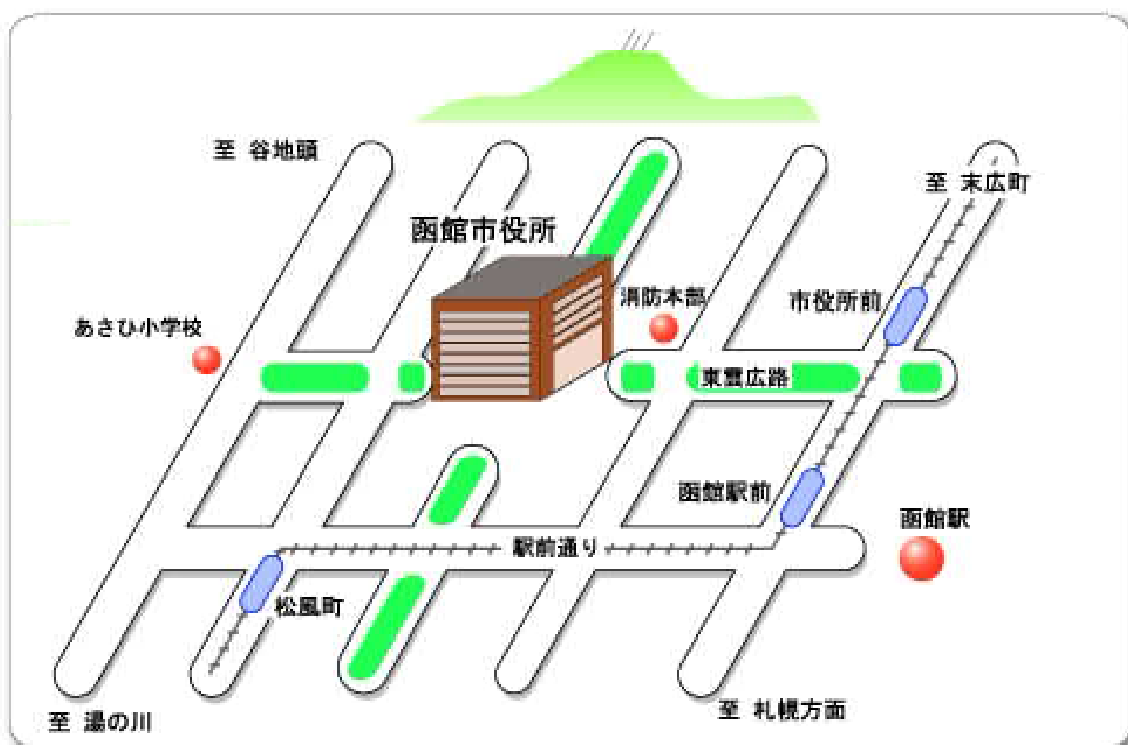 至 谷地頭
至 末広町
函館市役所
消防本部
市役所前
あさひ小学校
東雲広路
函館駅前
函館駅
駅前通り
松風町
至 湯の川
至 札幌方面